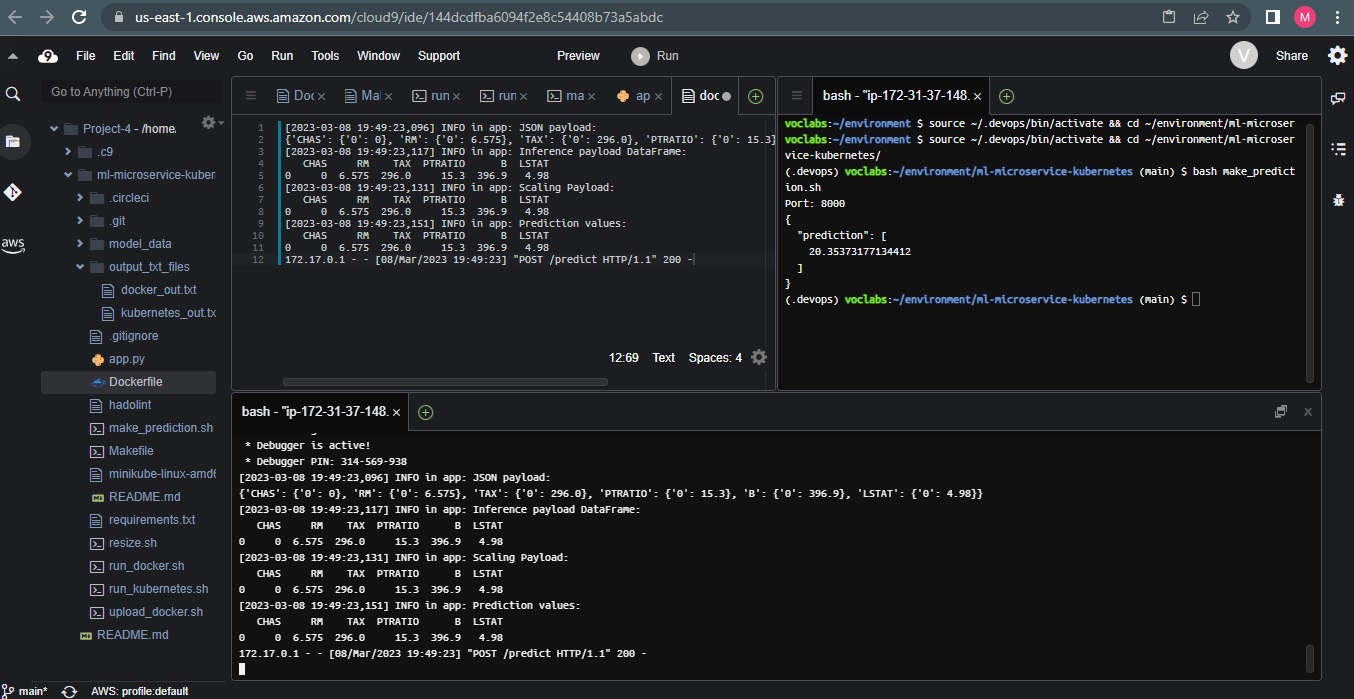 us-east-1.console.aws.amazon.com/cloud9/ide/144dcdfba6094f2e8c54408b73a5abdc
M
9 File Edit Find View Go Run Tools Window Support Preview Run V Share
Go to Anything (Ctrl-P)
Project-4 - /home/
.c9
ml-microservice-kuber
.circleci
.git
model_data
output_txt_files
docker_out.txt
kubernetes_out.tx
.gitignore
app.py
Dockerfile
hadolint
make_prediction.sh
Makefile
minikube-linux-amd6
README.md
requirements.txt
resize.sh
run_docker.sh
run_kubernetes.sh
upload_docker.sh
README.md
aws
Doc × Mal × run × run × ma × ap × doc
1 [2023-03-08 19:49:23,096] INFO in app: JSON payload:
2 {'CHAS': {'0': 0}, 'RM': {'0': 6.575}, 'TAX': {'0': 296.0}, 'PTRATIO': {'0': 15.3}
3 [2023-03-08 19:49:23,117] INFO in app: Inference payload DataFrame:
4 CHAS RM TAX PTRATIO B LSTAT
5 0 0 6.575 296.0 15.3 396.9 4.98
6 [2023-03-08 19:49:23,131] INFO in app: Scaling Payload:
7 CHAS RM TAX PTRATIO B LSTAT
8 0 0 6.575 296.0 15.3 396.9 4.98
9 [2023-03-08 19:49:23,151] INFO in app: Prediction values:
10 CHAS RM TAX PTRATIO B LSTAT
11 0 0 6.575 296.0 15.3 396.9 4.98
12 172.17.0.1 - - [08/Mar/2023 19:49:23] "POST /predict HTTP/1.1" 200 -
12:69 Text Spaces: 4
bash - "ip-172-31-37-148. ×
voclabs:~/environment $ source ~/.devops/bin/activate && cd ~/environment/ml-microser
voclabs:~/environment $ source ~/.devops/bin/activate && cd ~/environment/ml-microser
vice-kubernetes/
(.devops) voclabs:~/environment/ml-microservice-kubernetes (main) $ bash make_predict
ion.sh
Port: 8000
{
"prediction": [
20.35373177134412
]
}
(.devops) voclabs:~/environment/ml-microservice-kubernetes (main) $
bash - "ip-172-31-37-148. ×
* Debugger is active!
* Debugger PIN: 314-569-938
[2023-03-08 19:49:23,096] INFO in app: JSON payload:
{'CHAS': {'0': 0}, 'RM': {'0': 6.575}, 'TAX': {'0': 296.0}, 'PTRATIO': {'0': 15.3}, 'B': {'0': 396.9}, 'LSTAT': {'0': 4.98}}
[2023-03-08 19:49:23,117] INFO in app: Inference payload DataFrame:
CHAS RM TAX PTRATIO B LSTAT
0 0 6.575 296.0 15.3 396.9 4.98
[2023-03-08 19:49:23,131] INFO in app: Scaling Payload:
CHAS RM TAX PTRATIO B LSTAT
0 0 6.575 296.0 15.3 396.9 4.98
[2023-03-08 19:49:23,151] INFO in app: Prediction values:
CHAS RM TAX PTRATIO B LSTAT
0 0 6.575 296.0 15.3 396.9 4.98
172.17.0.1 - - [08/Mar/2023 19:49:23] "POST /predict HTTP/1.1" 200 -
main* AWS: profile:default